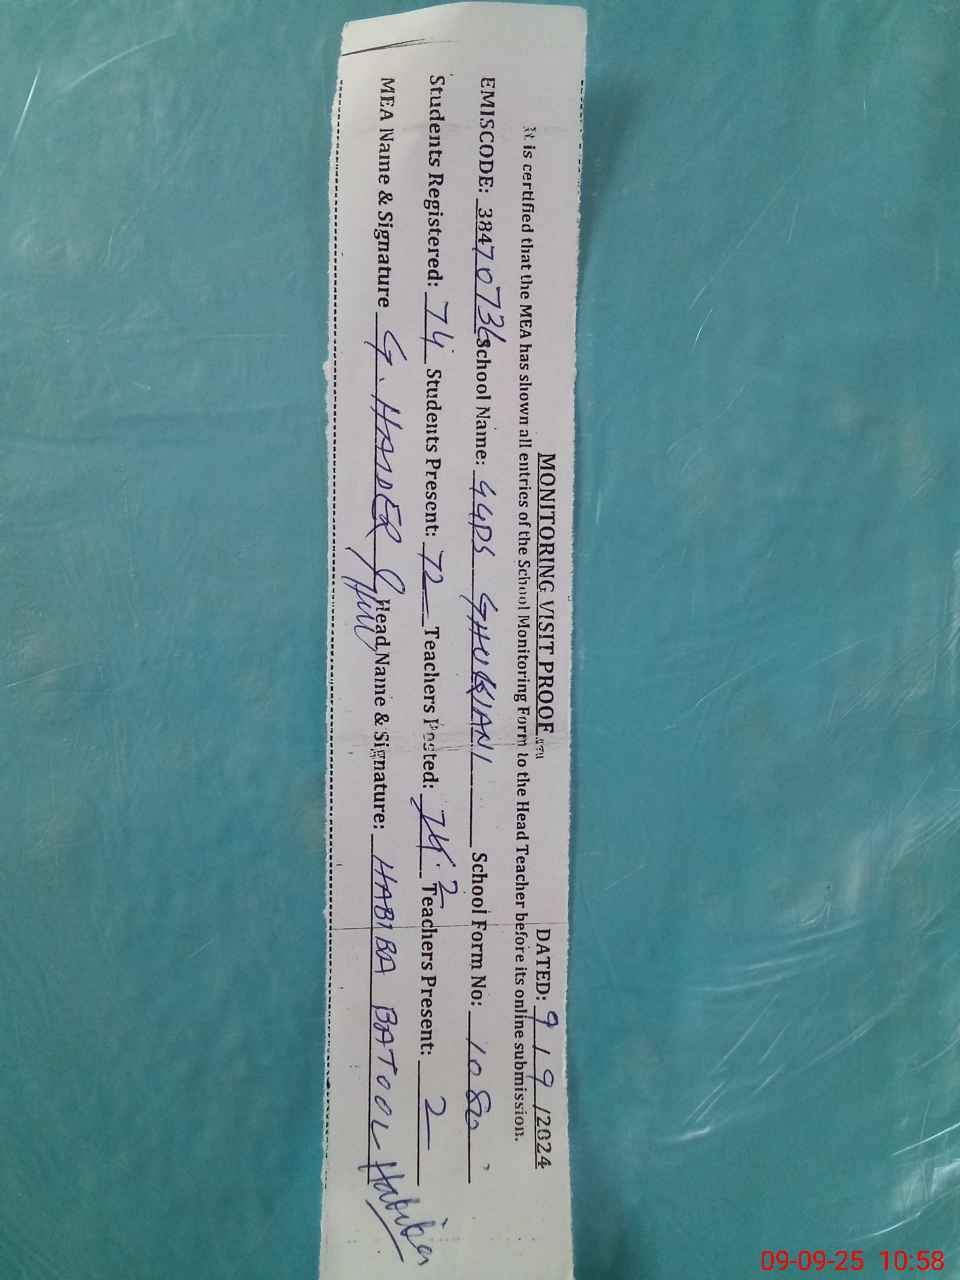 MONITORING VISIT PROOF DATED: 9/9/2024
It is certified that the MEA has shown all entries of the School Monitoring Form to the Head Teacher before its online submission.
EMISCODE: 38470736 School Name: GGPS GHUKIANI School Form No: 1080
Students Registered: 74 Students Present: 72 Teachers Posted: 2 Teachers Present: 2
MEA Name & Signature G. HAIDER Head Name & Signature: HABIBA BATOOL Habiba
09-09-25 10:58